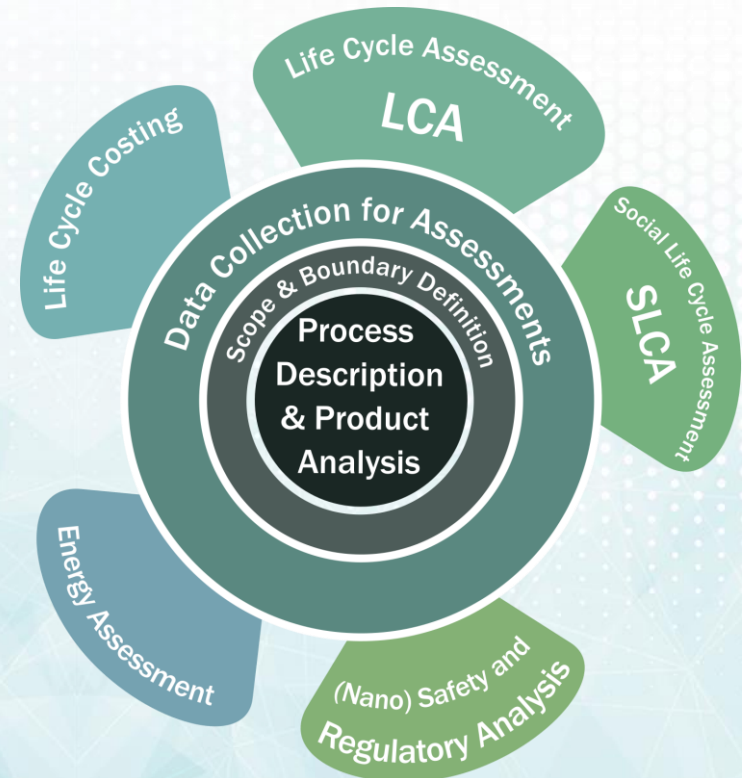 Life Cycle Assessment
LCA
Life Cycle Costing
Social Life Cycle Assessment
SLCA
Data Collection for Assessments
Scope & Boundary Definition
Process
Description
& Product
Analysis
Energy Assessment
(Nano) Safety and
Regulatory Analysis